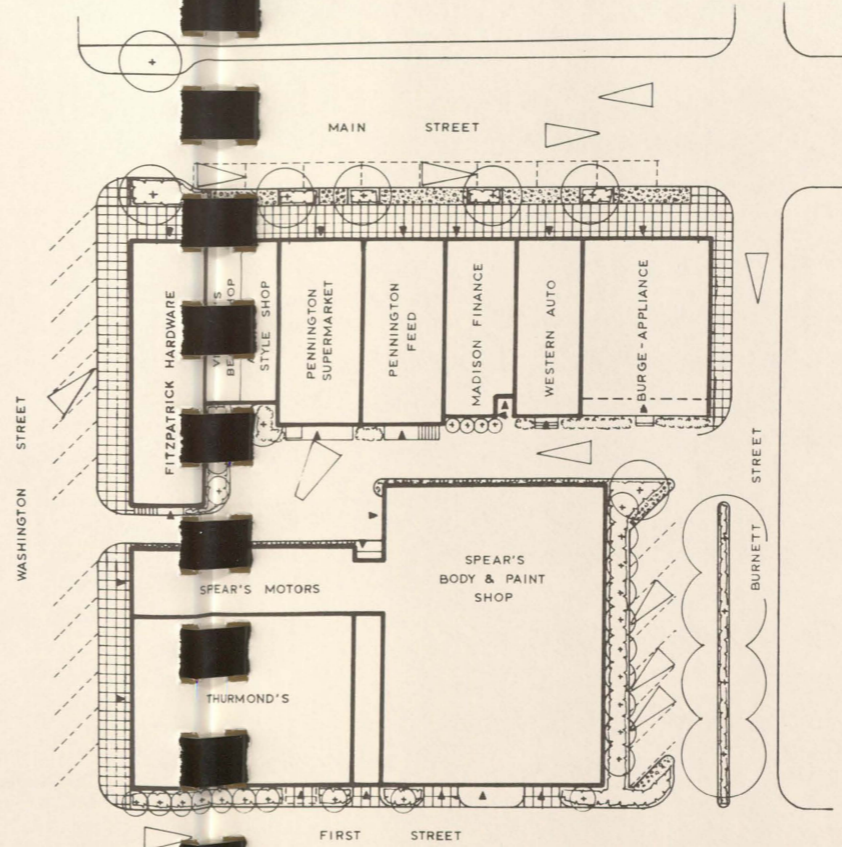 MAIN STREET
FITZPATRICK HARDWARE
STYLE SHOP
PENNINGTON
SUPERMARKET
PENNINGTON
FEED
MADISON FINANCE
WESTERN AUTO
BURGE-APPLIANCE
WASHINGTON STREET
BURNETT STREET
SPEAR'S
BODY & PAINT
SHOP
SPEAR'S MOTORS
THURMOND'S
FIRST STREET